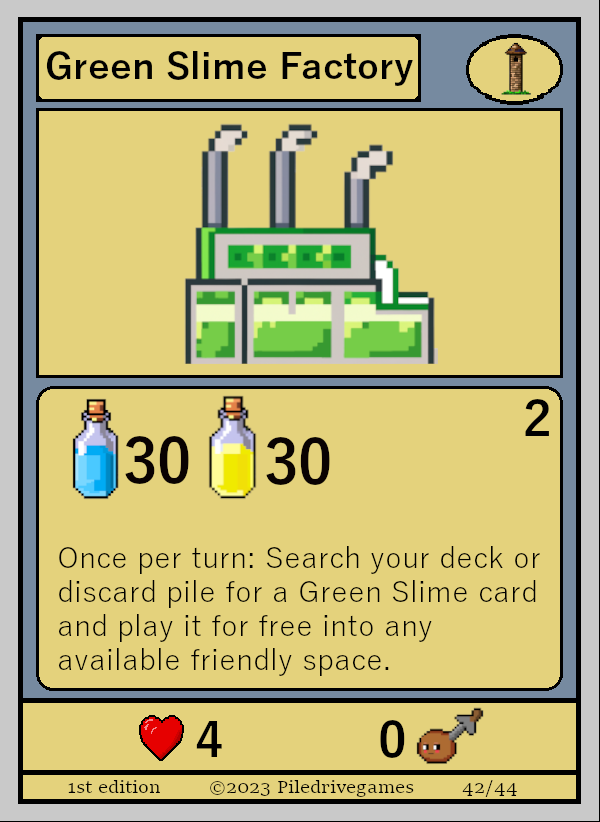 Green Slime Factory
30 30
2
Once per turn: Search your deck or
discard pile for a Green Slime card
and play it for free into any
available friendly space.
4 0
1st edition ©2023 Piledrivegames 42/44